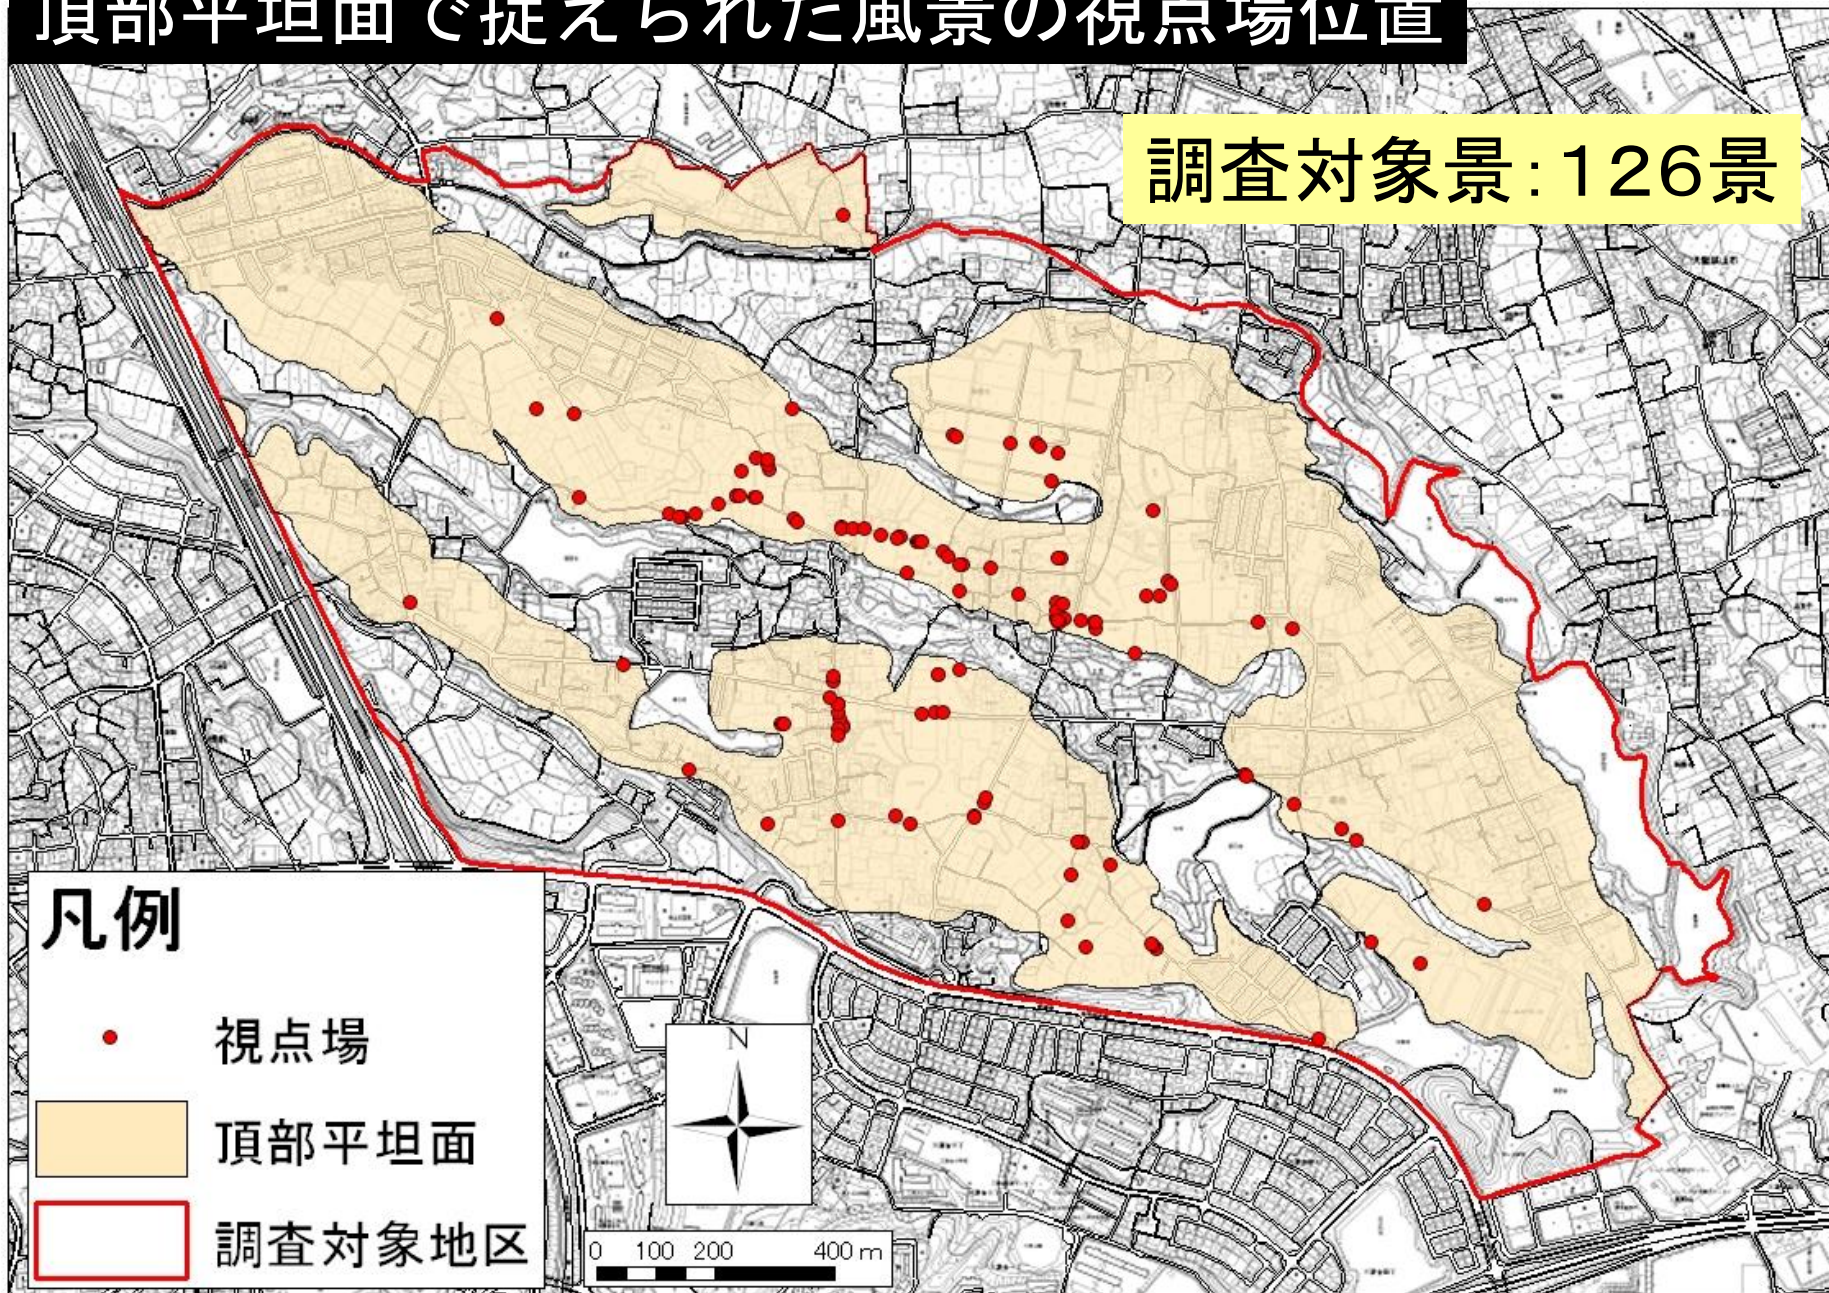 頂部平坦面で捉えられた風景の視点場位置
調査対象景：１２６景
凡例
視点場
頂部平坦面
調査対象地区
N
0 100 200 400 m